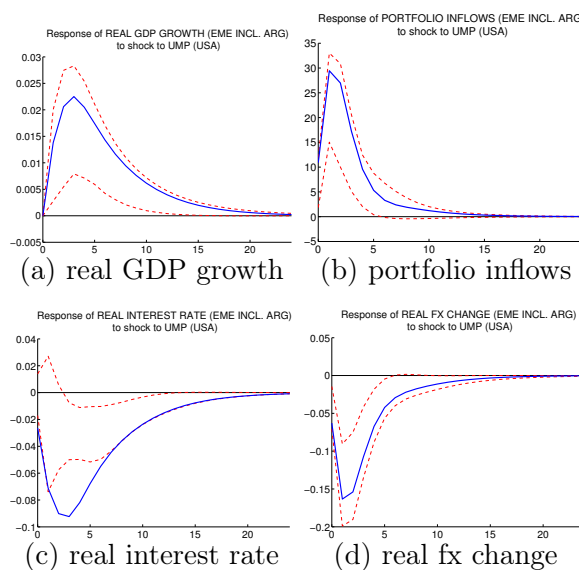 Response of REAL GDP GROWTH (EME INCL. ARG)
to shock to UMP (USA)
0.03
0.025
0.02
0.015
0.01
0.005
0
−0.005
0 5 10 15 20
(a) real GDP growth
Response of PORTFOLIO INFLOWS (EME INCL. ARG)
to shock to UMP (USA)
35
30
25
20
15
10
5
0
−5
0 5 10 15 20
(b) portfolio inflows
Response of REAL INTEREST RATE (EME INCL. ARG)
to shock to UMP (USA)
0.04
0.02
0
−0.02
−0.04
−0.06
−0.08
−0.1
0 5 10 15 20
(c) real interest rate
Response of REAL FX CHANGE (EME INCL. ARG)
to shock to UMP (USA)
0.05
0
−0.05
−0.1
−0.15
−0.2
0 5 10 15 20
(d) real fx change